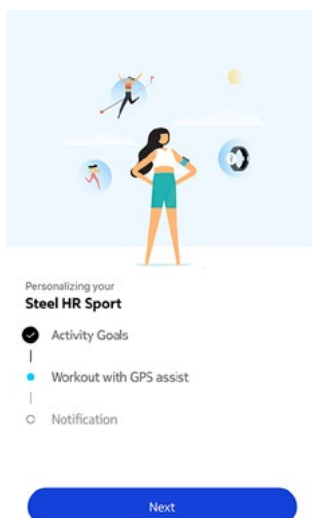 Personalizing your
Steel HR Sport
Activity Goals
Workout with GPS assist
Notification
Next